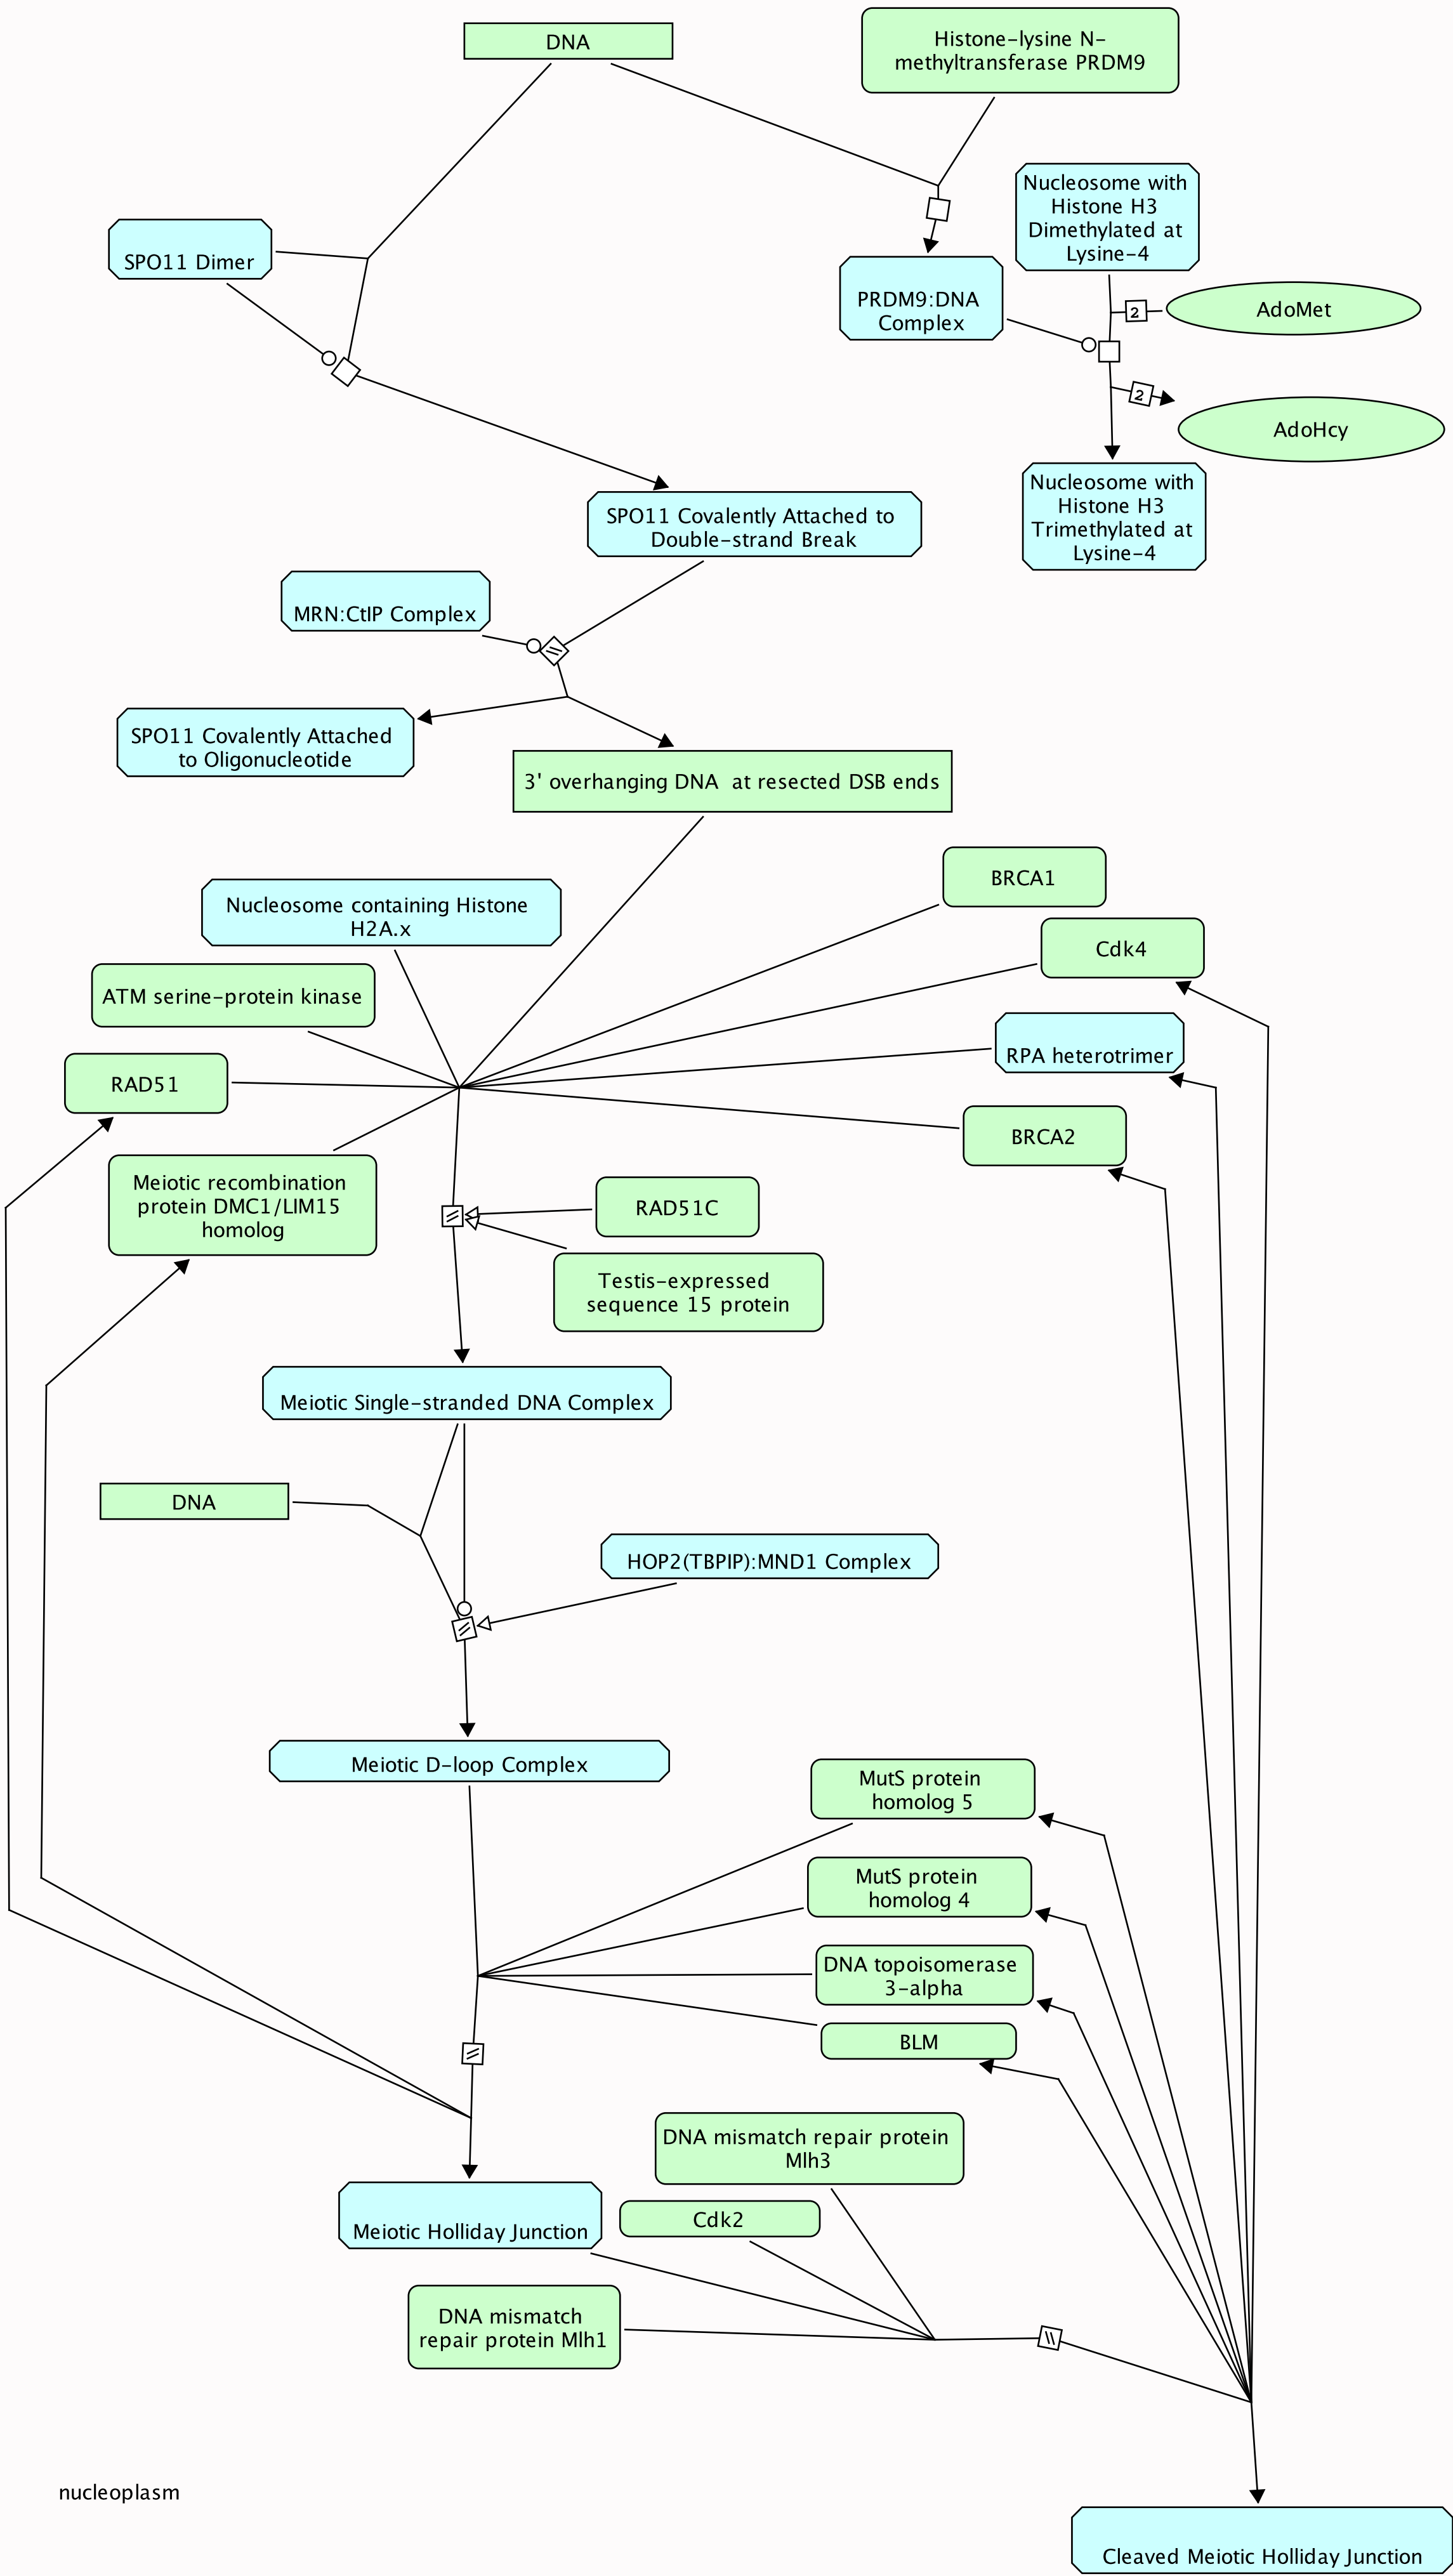 DNA
Histone-lysine N-
methyltransferase PRDM9
Nucleosome with
Histone H3
Dimethylated at
Lysine-4
SPO11 Dimer
PRDM9:DNA
Complex
2
AdoMet
2
AdoHcy
Nucleosome with
Histone H3
Trimethylated at
Lysine-4
SPO11 Covalently Attached to
Double-strand Break
MRN:CtIP Complex
SPO11 Covalently Attached
to Oligonucleotide
3' overhanging DNA at resected DSB ends
BRCA1
Nucleosome containing Histone
H2A.x
Cdk4
ATM serine-protein kinase
RPA heterotrimer
RAD51
BRCA2
Meiotic recombination
protein DMC1/LIM15
homolog
RAD51C
Testis-expressed
sequence 15 protein
Meiotic Single-stranded DNA Complex
DNA
HOP2(TBPIP):MND1 Complex
Meiotic D-loop Complex
MutS protein
homolog 5
MutS protein
homolog 4
DNA topoisomerase
3-alpha
BLM
DNA mismatch repair protein
Mlh3
Cdk2
Meiotic Holliday Junction
DNA mismatch
repair protein Mlh1
nucleoplasm
Cleaved Meiotic Holliday Junction